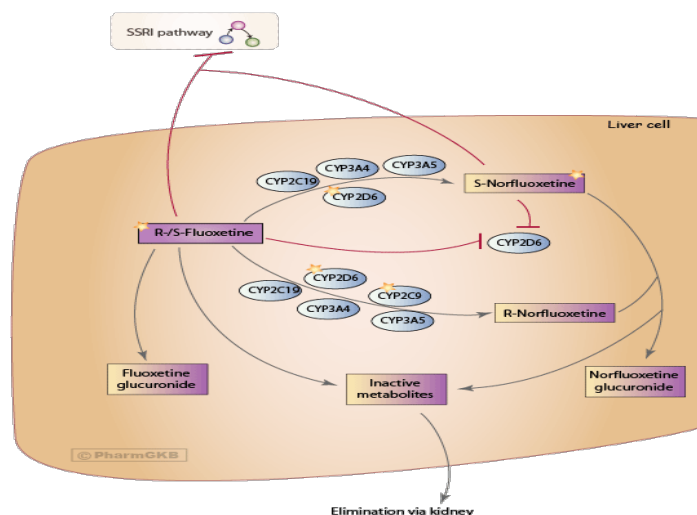 SSRI pathway
Liver cell
CYP3A4
CYP3A5
CYP2C19
CYP2D6
S-Norfluoxetine
R-/S-Fluoxetine
CYP2D6
CYP2D6
CYP2C19
CYP2C9
CYP3A4
CYP3A5
R-Norfluoxetine
Fluoxetine
glucuronide
Inactive
metabolites
Norfluoxetine
glucuronide
© PharmGKB
Elimination via kidney